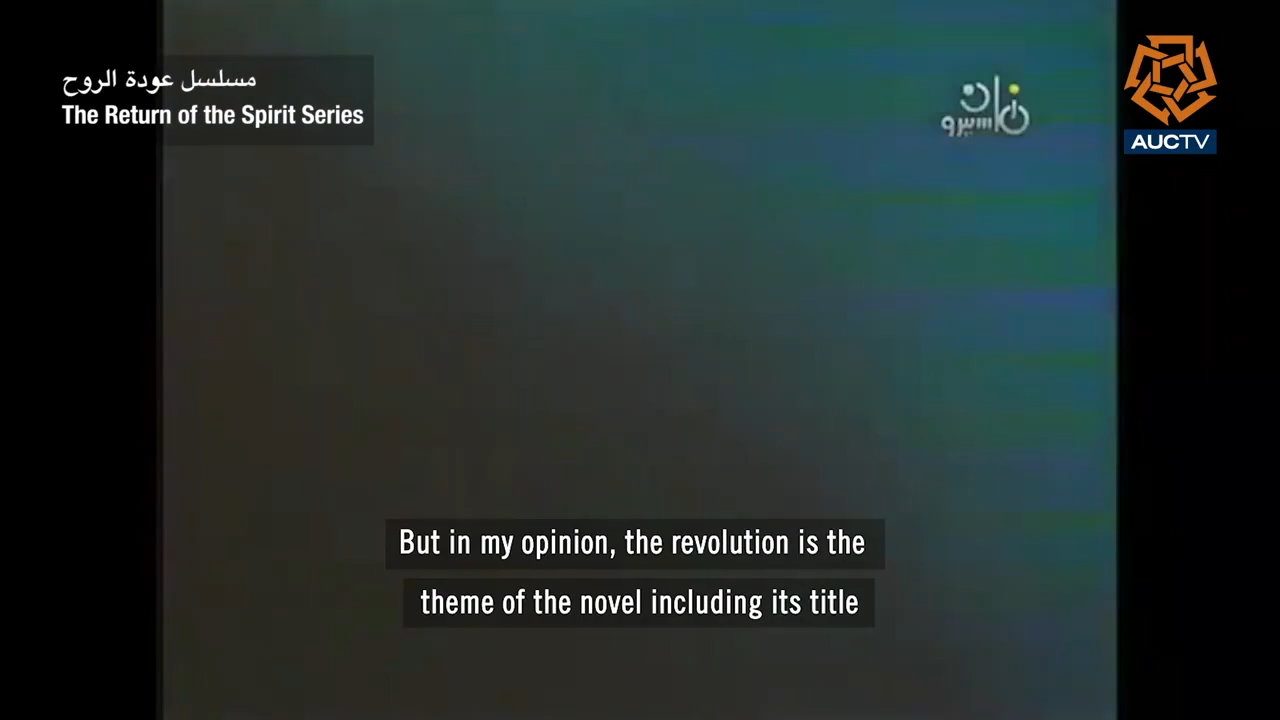 مسلسل عودة الروح
The Return of the Spirit Series
ماسبيرو
زمان
AUCTV
But in my opinion, the revolution is the
theme of the novel including its title